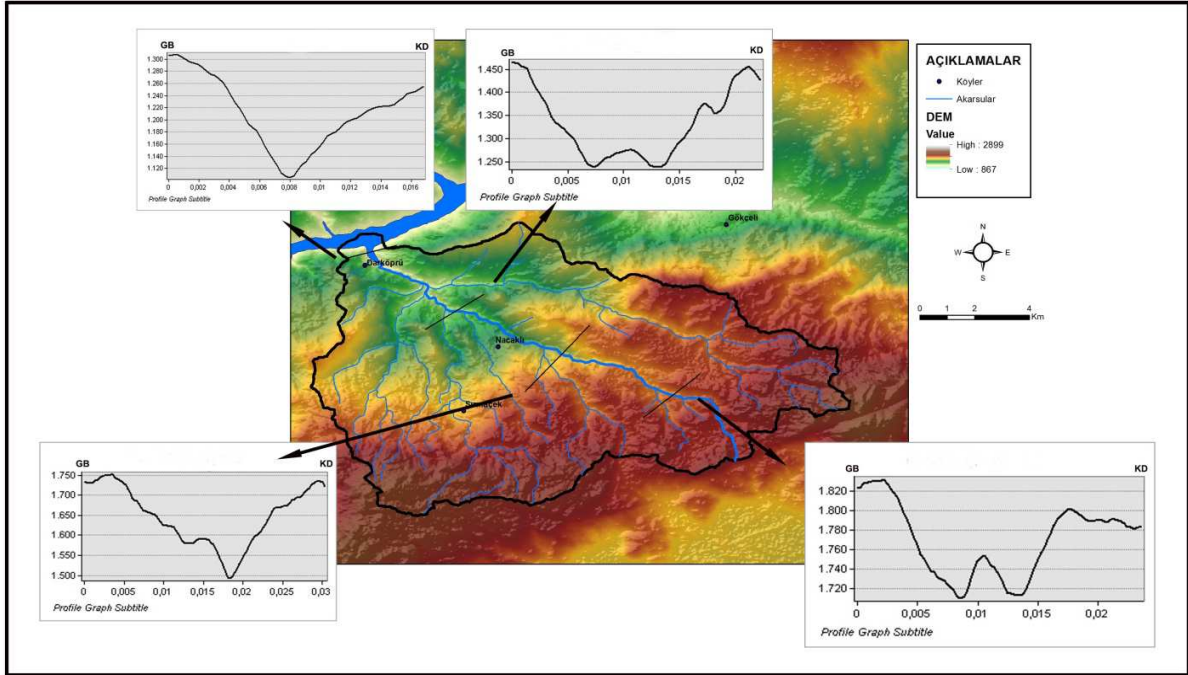 GB
KD
1.300
1.280
1.260
1.240
1.220
1.200
1.180
1.160
1.140
1.120
0
0,002
0,004
0,006
0,008
0,01
0,012
0,014
0,016
Profile Graph Subtitle
GB
KD
1.450
1.400
1.350
1.300
1.250
0
0,005
0,01
0,015
0,02
Profile Graph Subtitle
AÇIKLAMALAR
Köyler
Akarsular
DEM
Value
High : 2899
Low : 867
N
W
E
S
0 1 2 4
Km
Gökçeli
Darköprü
Nacaklı
GB
KD
1.750
1.700
1.650
1.600
1.550
1.500
0
0,005
0,01
0,015
0,02
0,025
0,03
Profile Graph Subtitle
GB
KD
1.820
1.800
1.780
1.760
1.740
1.720
0
0,005
0,01
0,015
0,02
Profile Graph Subtitle